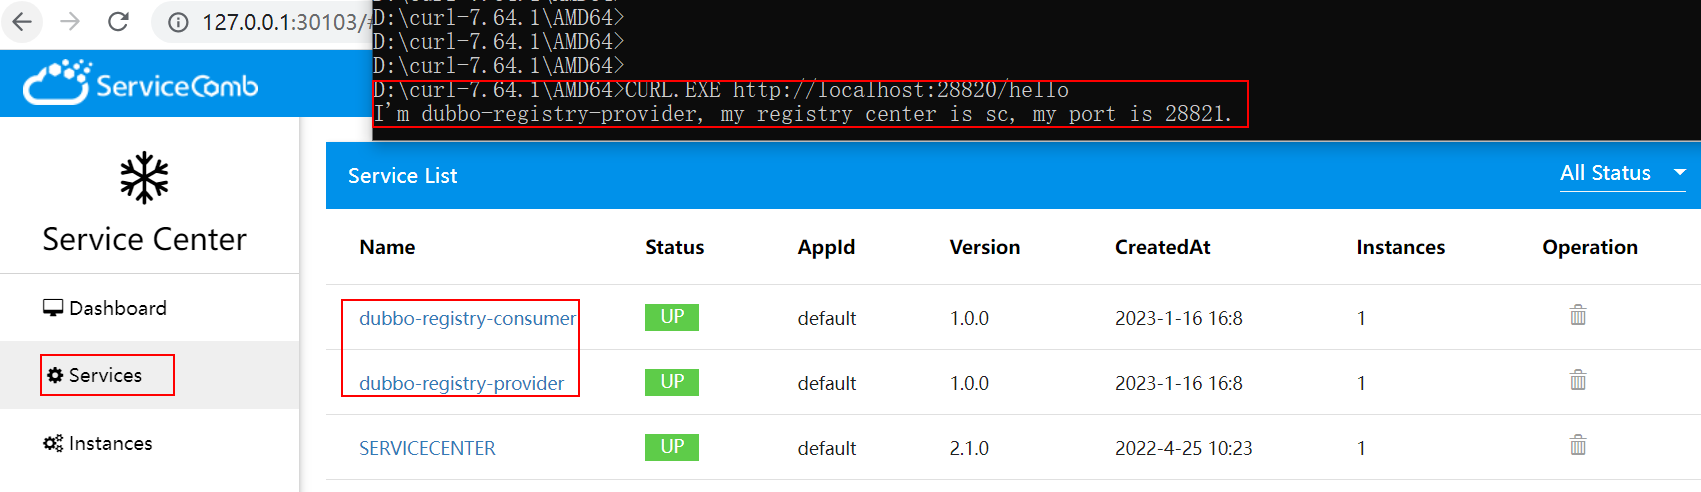 127.0.0.1:30103/#
D:\curl-7.64.1\AMD64>
D:\curl-7.64.1\AMD64>
D:\curl-7.64.1\AMD64>
D:\curl-7.64.1\AMD64>CURL.EXE http://localhost:28820/hello
I'm dubbo-registry-provider, my registry center is sc, my port is 28821.
ServiceComb
Service Center
Dashboard
Services
Instances
Service List All Status
Name Status AppId Version CreatedAt Instances Operation
dubbo-registry-consumer UP default 1.0.0 2023-1-16 16:8 1
dubbo-registry-provider UP default 1.0.0 2023-1-16 16:8 1
SERVICECENTER UP default 2.1.0 2022-4-25 10:23 1